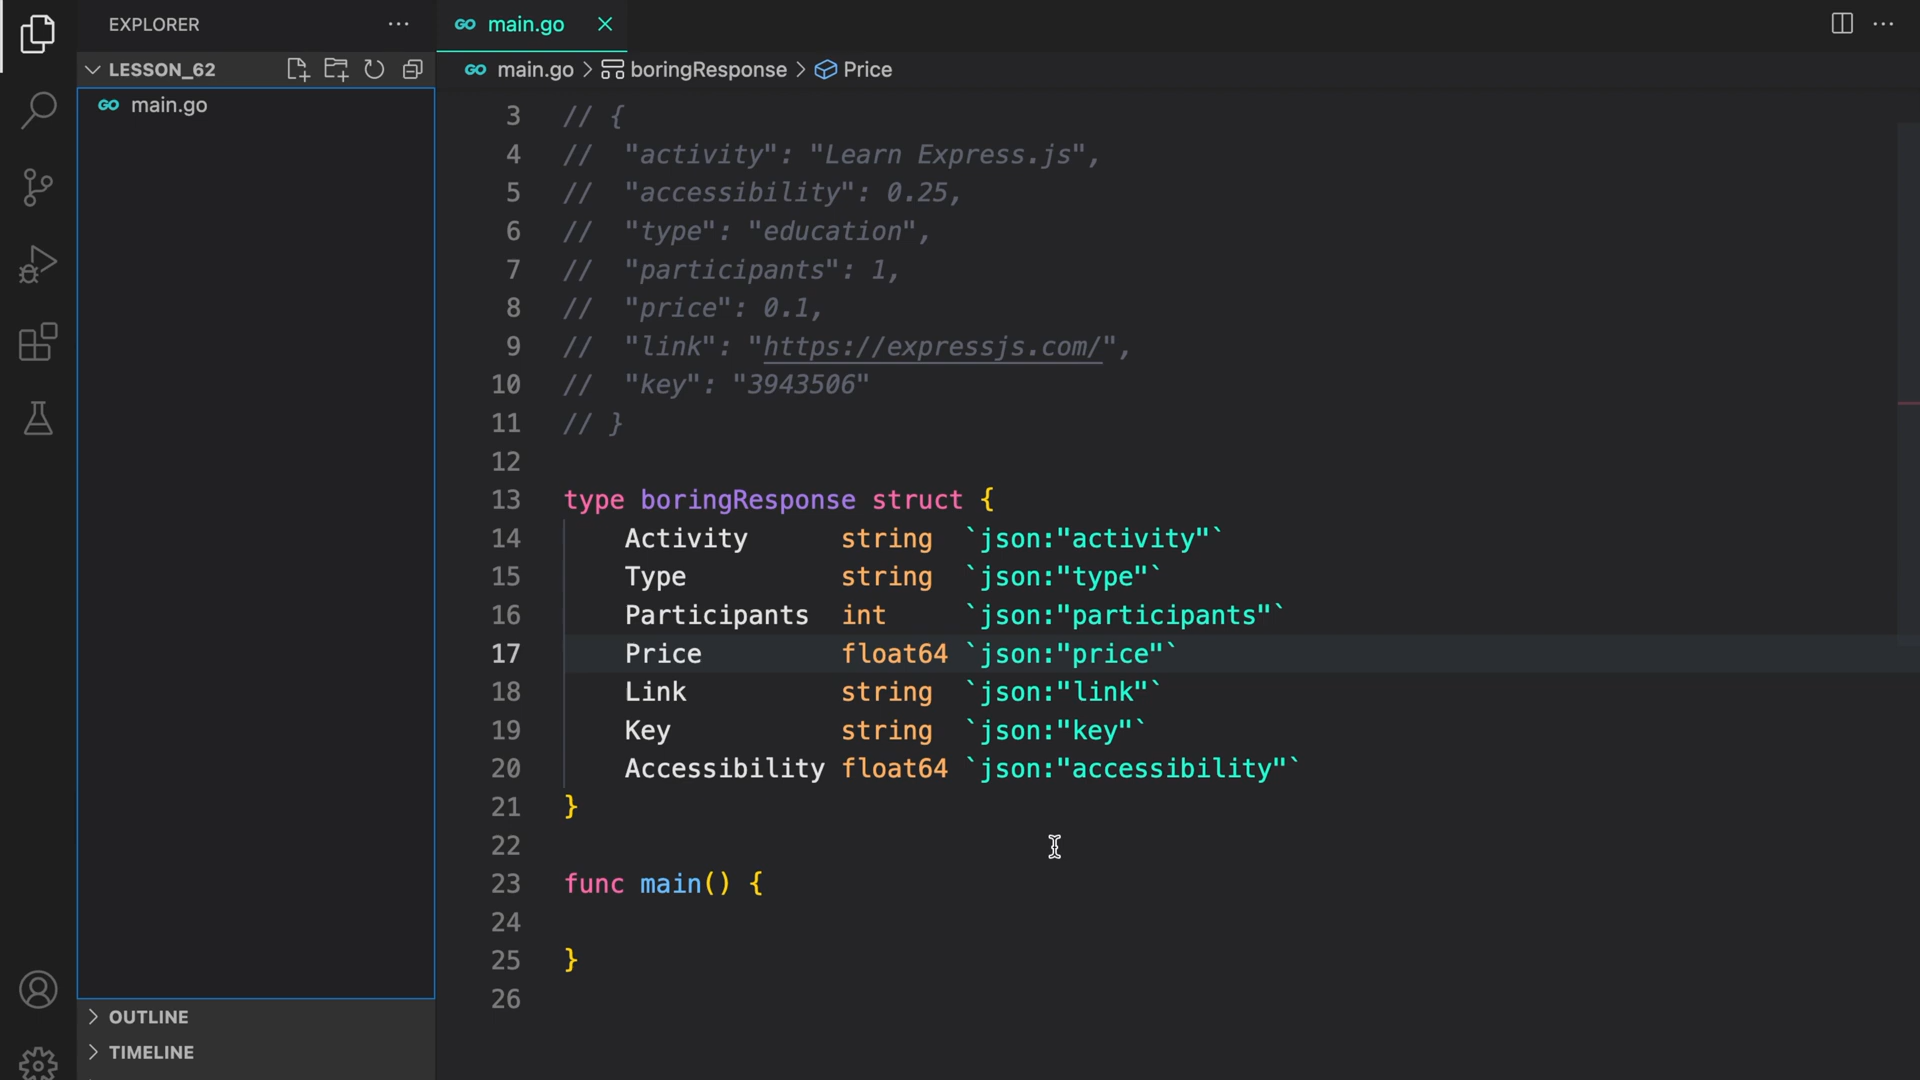 EXPLORER
LESSON_62
main.go
OUTLINE
TIMELINE
main.go
main.go > boringResponse > Price
3 // {
4 //  "activity": "Learn Express.js",
5 //  "accessibility": 0.25,
6 //  "type": "education",
7 //  "participants": 1,
8 //  "price": 0.1,
9 //  "link": "https://expressjs.com/",
10 //  "key": "3943506"
11 // }
12
13 type boringResponse struct {
14     Activity      string  `json:"activity"`
15     Type          string  `json:"type"`
16     Participants  int     `json:"participants"`
17     Price         float64 `json:"price"`
18     Link          string  `json:"link"`
19     Key           string  `json:"key"`
20     Accessibility float64 `json:"accessibility"`
21 }
22
23 func main() {
24
25 }
26